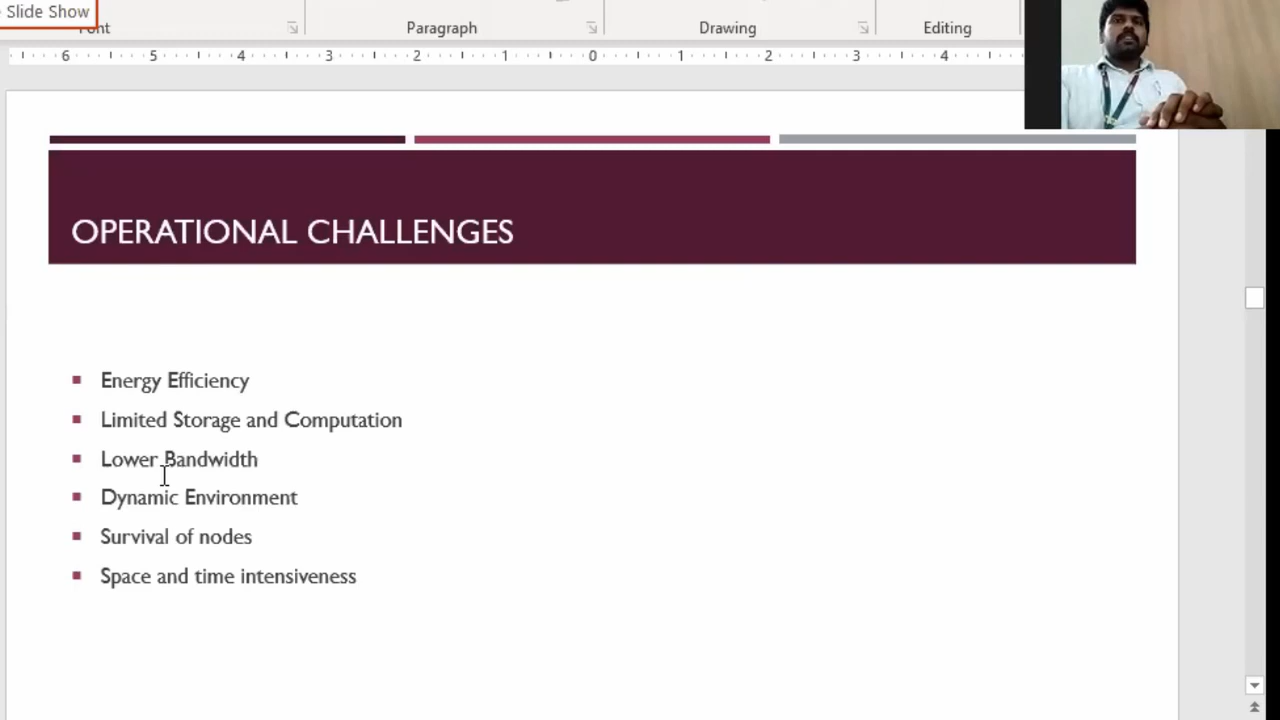 Slide Show
Font
Paragraph
Drawing
Editing
6 5 4 3 2 1 0 1 2 3 4
OPERATIONAL CHALLENGES
Energy Efficiency
Limited Storage and Computation
Lower Bandwidth
Dynamic Environment
Survival of nodes
Space and time intensiveness